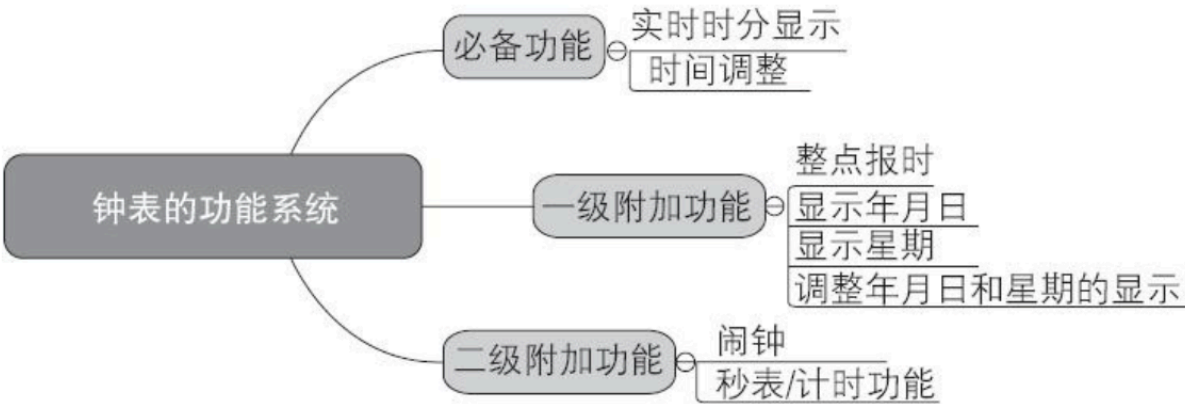 钟表的功能系统
必备功能
实时时分显示
时间调整
一级附加功能
整点报时
显示年月日
显示星期
调整年月日和星期的显示
二级附加功能
闹钟
秒表/计时功能